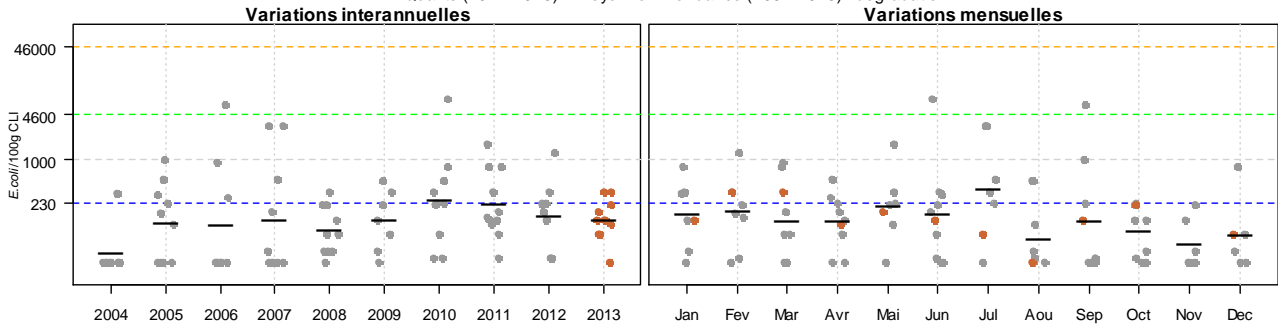 Variations interannuelles
Variations mensuelles
E.coli/100g CLI
46000
4600
1000
230
2004 2005 2006 2007 2008 2009 2010 2011 2012 2013
Jan Fev Mar Avr Mai Jun Jul Aou Sep Oct Nov Dec